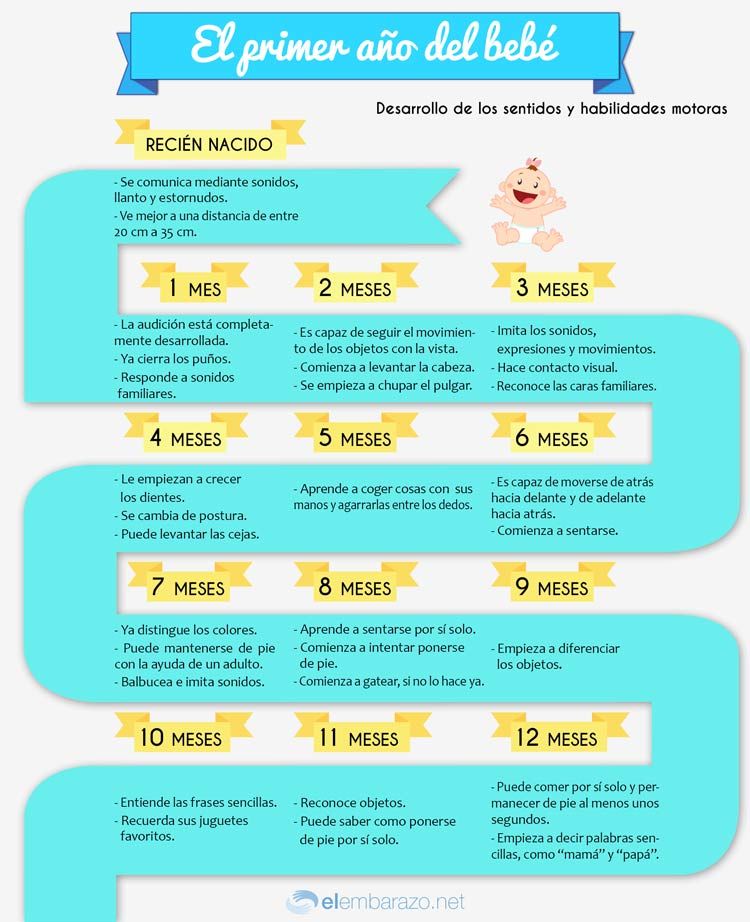 El primer año del bebé
Desarrollo de los sentidos y habilidades motoras
RECIÉN NACIDO
- Se comunica mediante sonidos,
llanto y estornudos.
- Ve mejor a una distancia de entre
20 cm a 35 cm.
1 MES
- La audición está completa-
mente desarrollada.
- Ya cierra los puños.
- Responde a sonidos
familiares.
2 MESES
- Es capaz de seguir el movimien-
to de los objetos con la vista.
- Comienza a levantar la cabeza.
- Se empieza a chupar el pulgar.
3 MESES
- Imita los sonidos,
expresiones y movimientos.
- Hace contacto visual.
- Reconoce las caras familiares.
4 MESES
- Le empiezan a crecer
los dientes.
- Se cambia de postura.
- Puede levantar las cejas.
5 MESES
- Aprende a coger cosas con sus
manos y agarrarlas entre los dedos.
6 MESES
- Es capaz de moverse de atrás
hacia delante y de adelante
hacia atrás.
- Comienza a sentarse.
7 MESES
- Ya distingue los colores.
- Puede mantenerse de pie
con la ayuda de un adulto.
- Balbucea e imita sonidos.
8 MESES
- Aprende a sentarse por sí solo.
- Comienza a intentar ponerse
de pie.
- Comienza a gatear, si no lo hace ya.
9 MESES
- Empieza a diferenciar
los objetos.
10 MESES
- Entiende las frases sencillas.
- Recuerda sus juguetes
favoritos.
11 MESES
- Reconoce objetos.
- Puede saber como ponerse
de pie por sí solo.
12 MESES
- Puede comer por sí solo y per-
manecer de pie al menos unos
segundos.
- Empieza a decir palabras sen-
cillas, como “mamá” y “papá”.
elembarazo.net